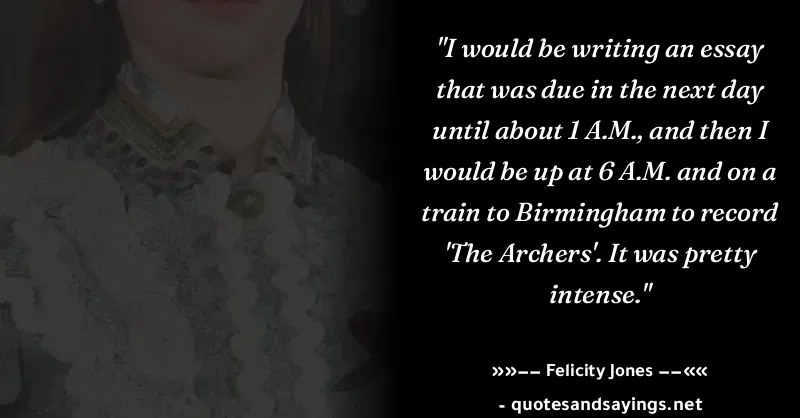 "I would be writing an essay
that was due in the next day
until about 1 A.M., and then I
would be up at 6 A.M. and on a
train to Birmingham to record
'The Archers'. It was pretty
intense."
»»−− Felicity Jones −−««
- quotesandsayings.net